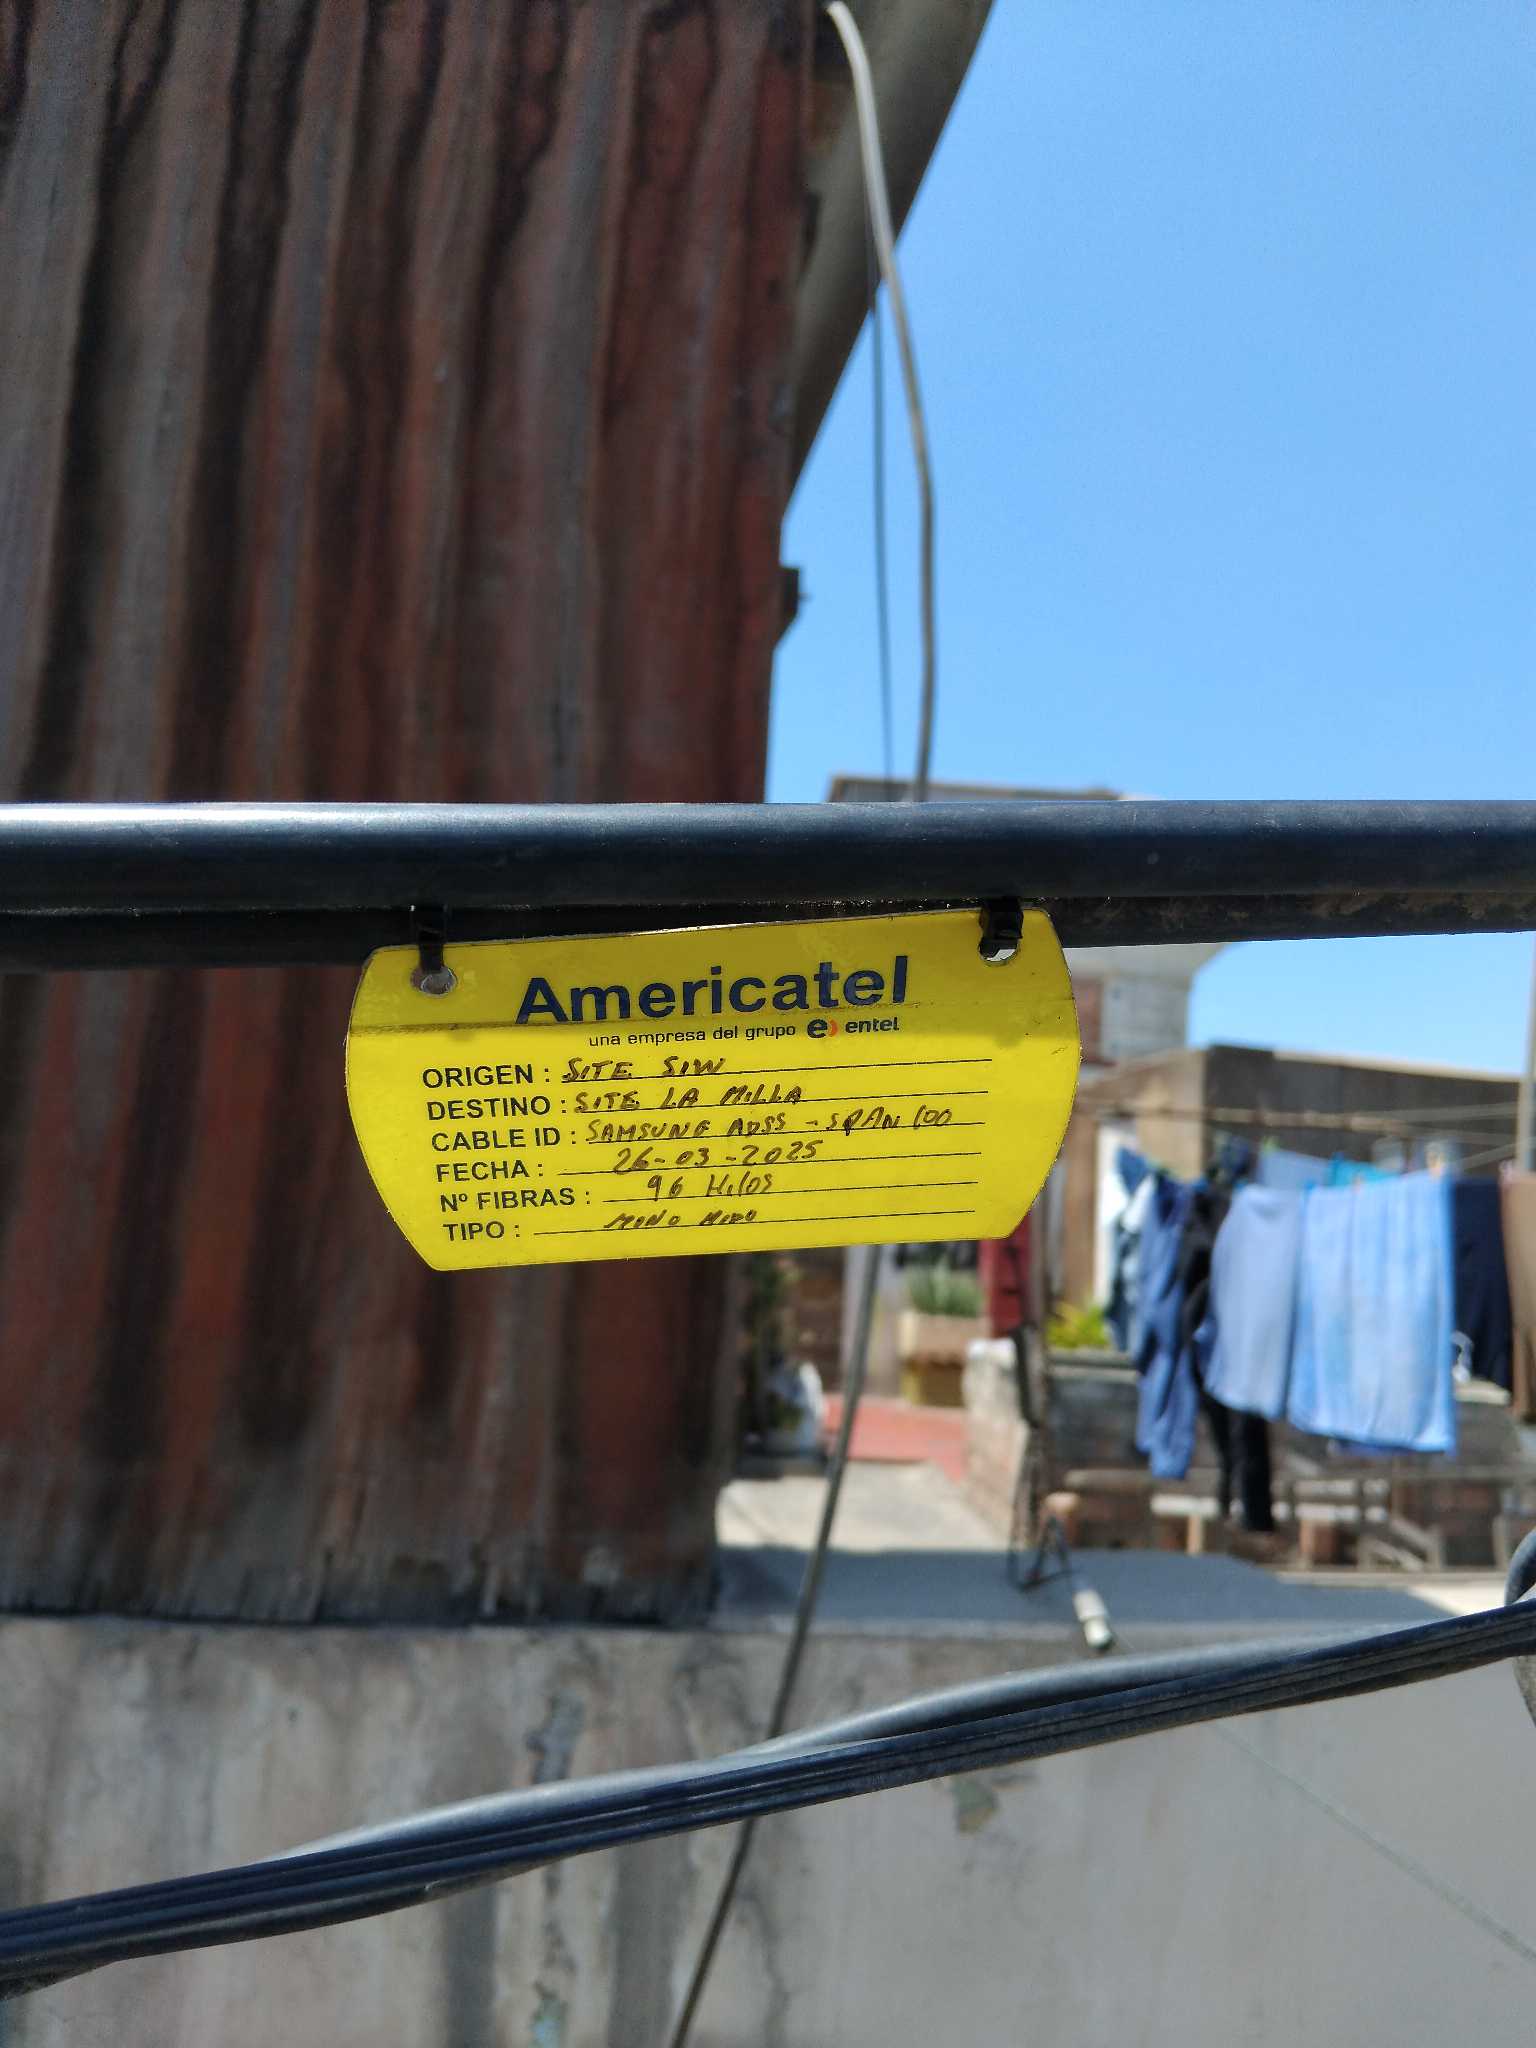 Americatel
una empresa del grupo e) entel
ORIGEN : SITE SIW
DESTINO : SITE LA MILLA
CABLE ID : SAMSUNG ADSS - SPAN 100
FECHA : 26-03-2025
Nº FIBRAS : 96 Hilos
TIPO : MONO MODO